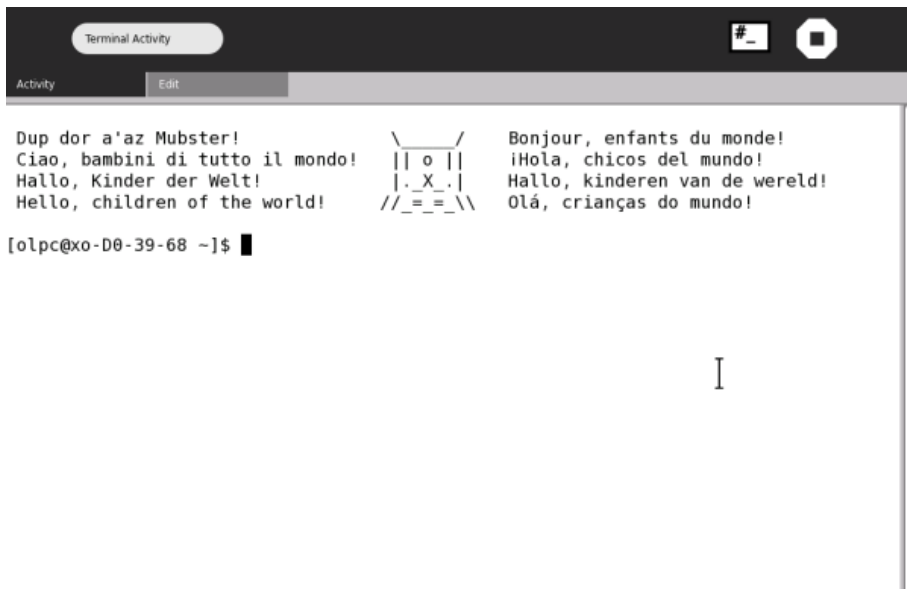 Terminal Activity
#_
Activity
Edit
Dup dor a'az Mubster!
Ciao, bambini di tutto il mondo!
Hallo, Kinder der Welt!
Hello, children of the world!
\_____/
|| o ||
|._X_.|
//_=_=_\\
Bonjour, enfants du monde!
¡Hola, chicos del mundo!
Hallo, kinderen van de wereld!
Olá, crianças do mundo!
[olpc@xo-D0-39-68 ~]$